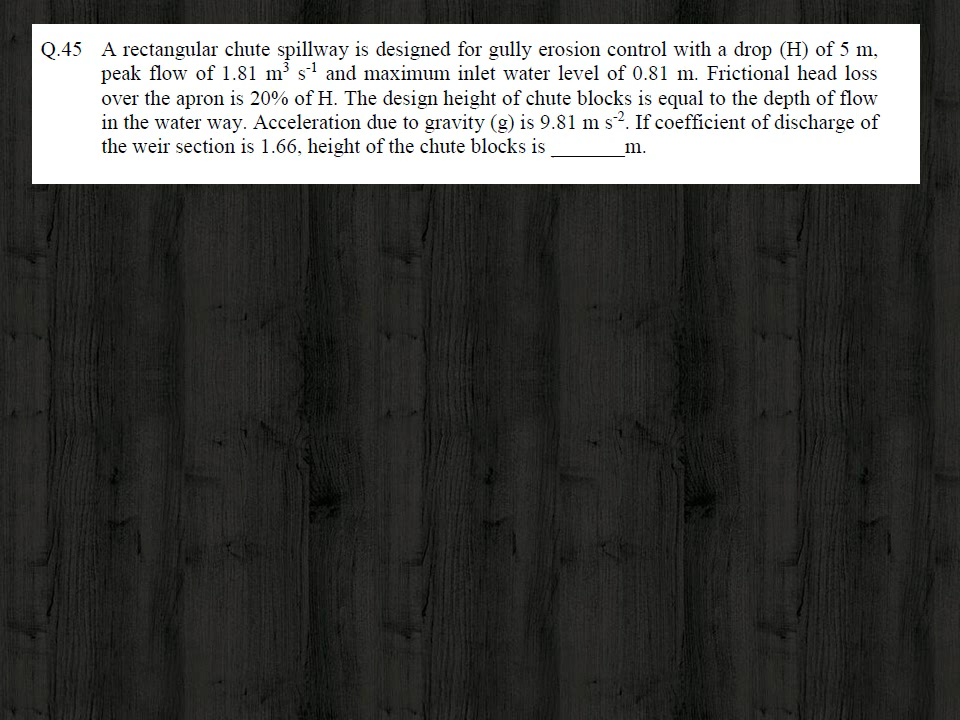 Q.45 A rectangular chute spillway is designed for gully erosion control with a drop (H) of 5 m,
peak flow of 1.81 m³ s⁻¹ and maximum inlet water level of 0.81 m. Frictional head loss
over the apron is 20% of H. The design height of chute blocks is equal to the depth of flow
in the water way. Acceleration due to gravity (g) is 9.81 m s⁻². If coefficient of discharge of
the weir section is 1.66, height of the chute blocks is _______m.